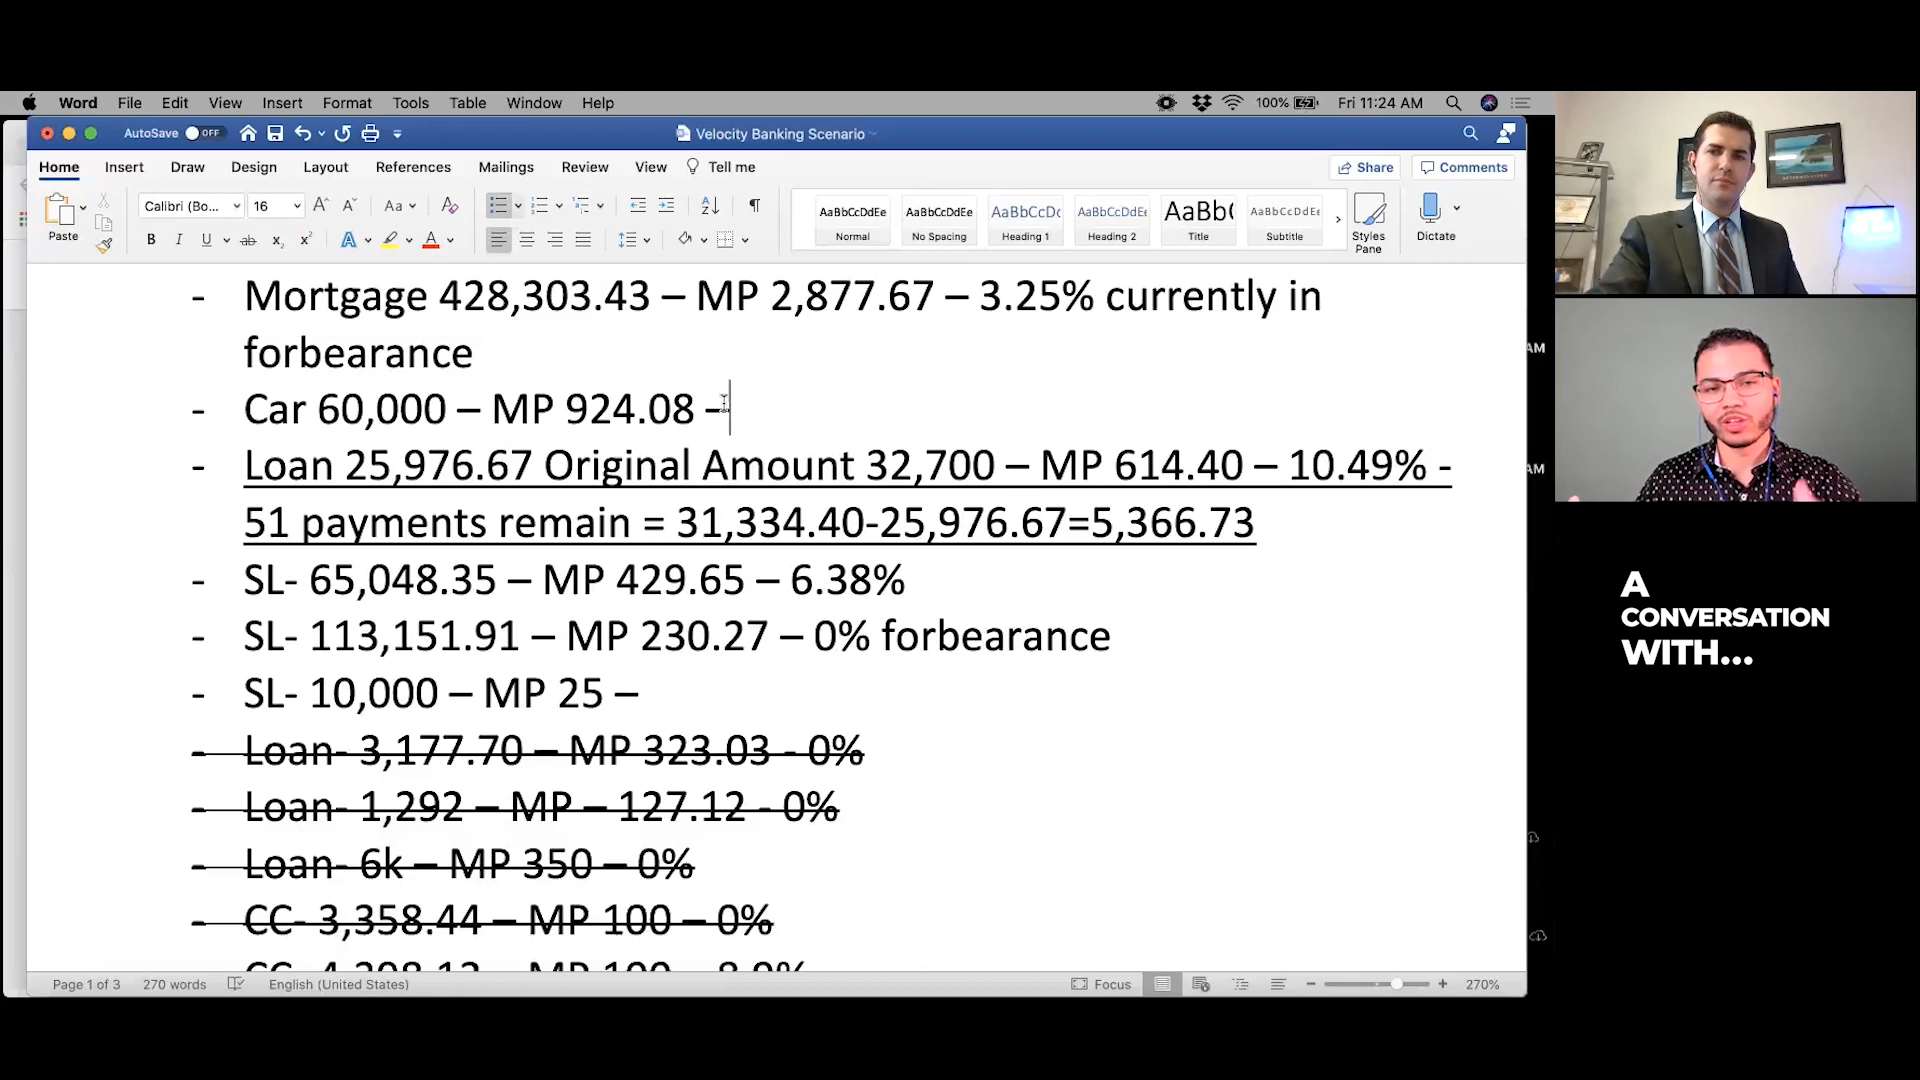 Word File Edit View Insert Format Tools Table Window Help 100% Fri 11:24 AM
AutoSave OFF Velocity Banking Scenario
Home Insert Draw Design Layout References Mailings Review View Tell me Share Comments
Paste
Calibri (Bo... 16 Aa
B I U ab x2 x2 A A
AaBbCcDdEe AaBbCcDdEe AaBbCcDc AaBbCcDdEe AaBb( AaBbCcDdEe
Normal No Spacing Heading 1 Heading 2 Title Subtitle
Styles Pane
Dictate
- Mortgage 428,303.43 – MP 2,877.67 – 3.25% currently in
forbearance
- Car 60,000 – MP 924.08 –
- Loan 25,976.67 Original Amount 32,700 – MP 614.40 – 10.49% -
51 payments remain = 31,334.40-25,976.67=5,366.73
- SL- 65,048.35 – MP 429.65 – 6.38%
- SL- 113,151.91 – MP 230.27 – 0% forbearance
- SL- 10,000 – MP 25 –
- Loan- 3,177.70 – MP 323.03 - 0%
- Loan- 1,292 – MP – 127.12 - 0%
- Loan- 6k – MP 350 – 0%
- CC- 3,358.44 – MP 100 – 0%
Page 1 of 3 270 words English (United States) Focus 270%
AM
AM
A
CONVERSATION
WITH...